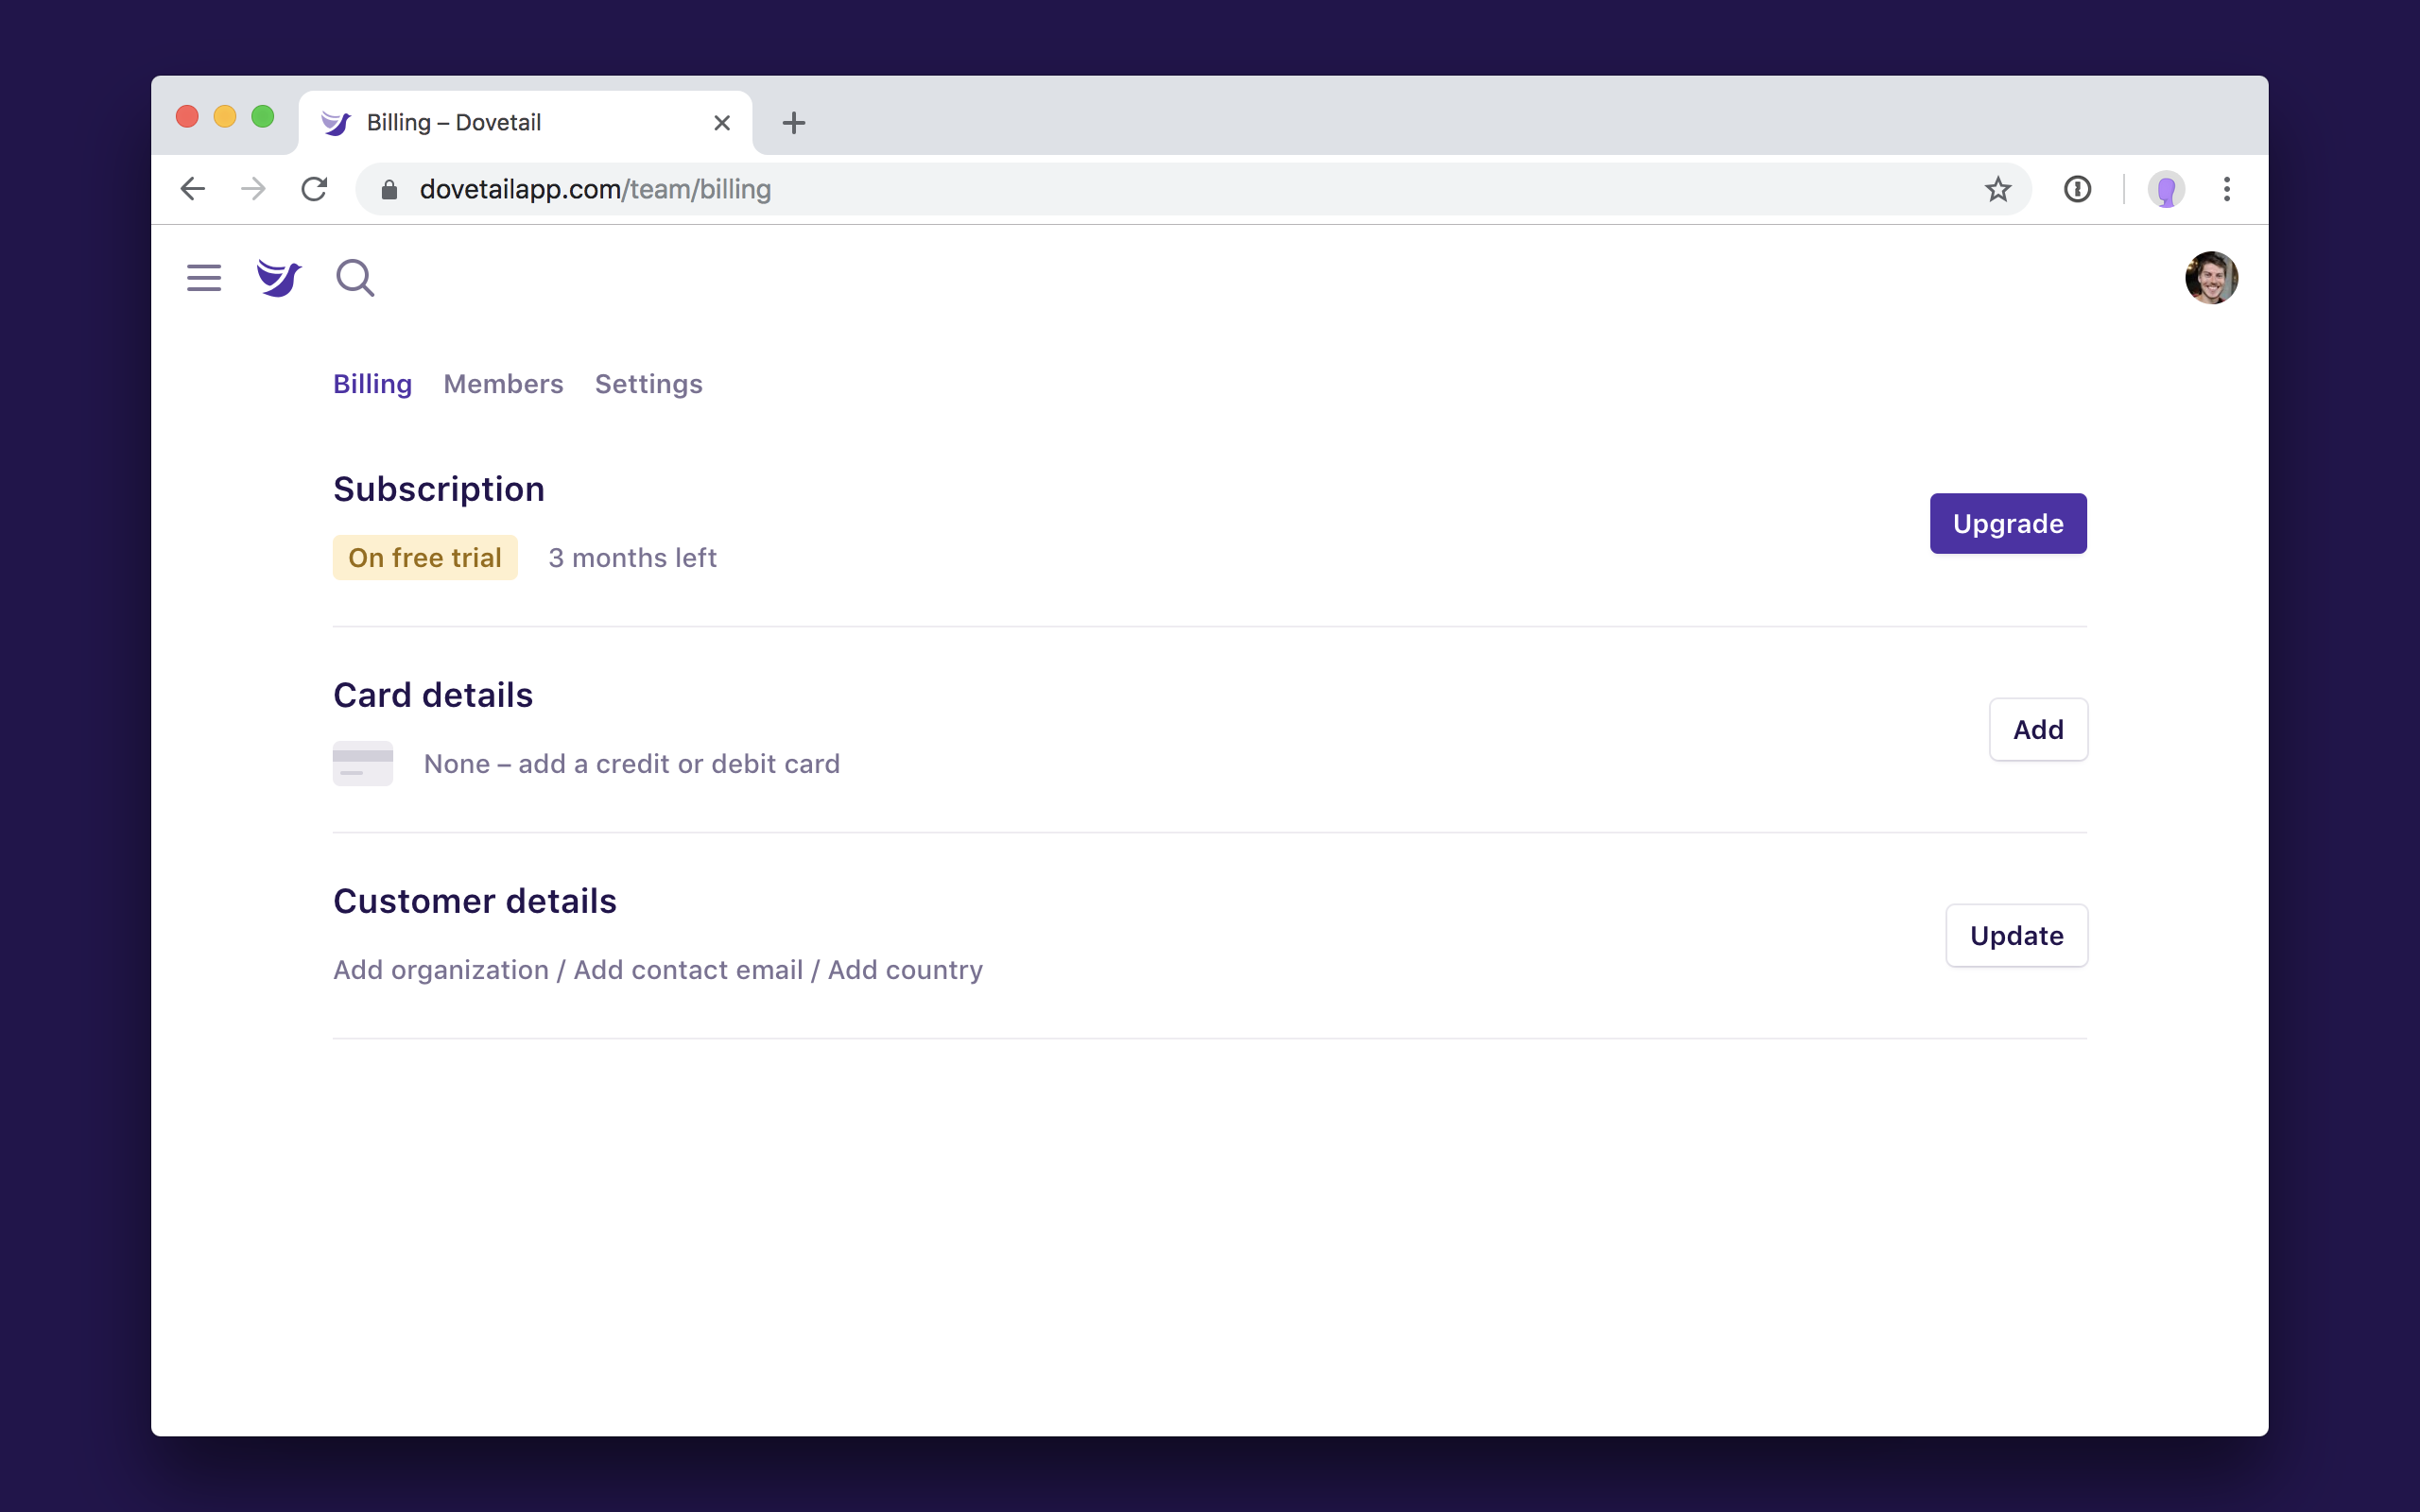 Billing – Dovetail
dovetailapp.com/team/billing
Billing Members Settings
Subscription
Upgrade
On free trial 3 months left
Card details
Add
None – add a credit or debit card
Customer details
Update
Add organization / Add contact email / Add country